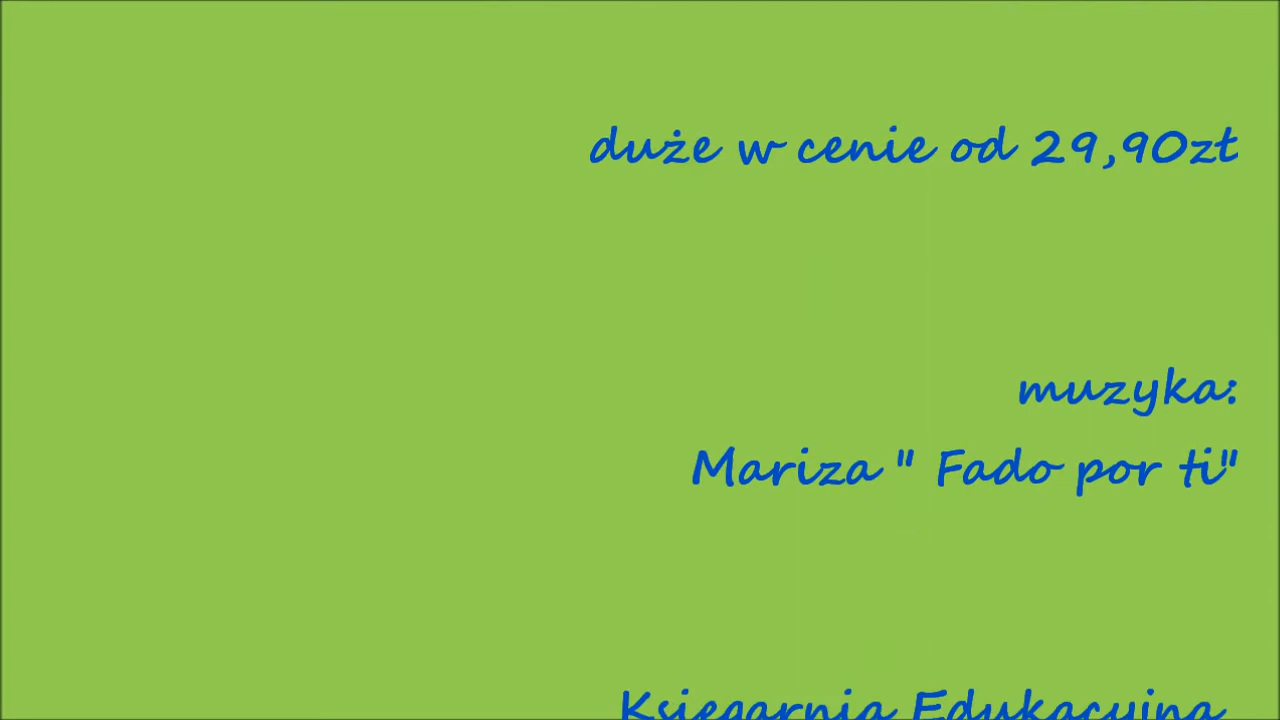 duże w cenie od 29,90zł
muzyka:
Mariza " Fado por ti"
Księgarnia Edukacyjna